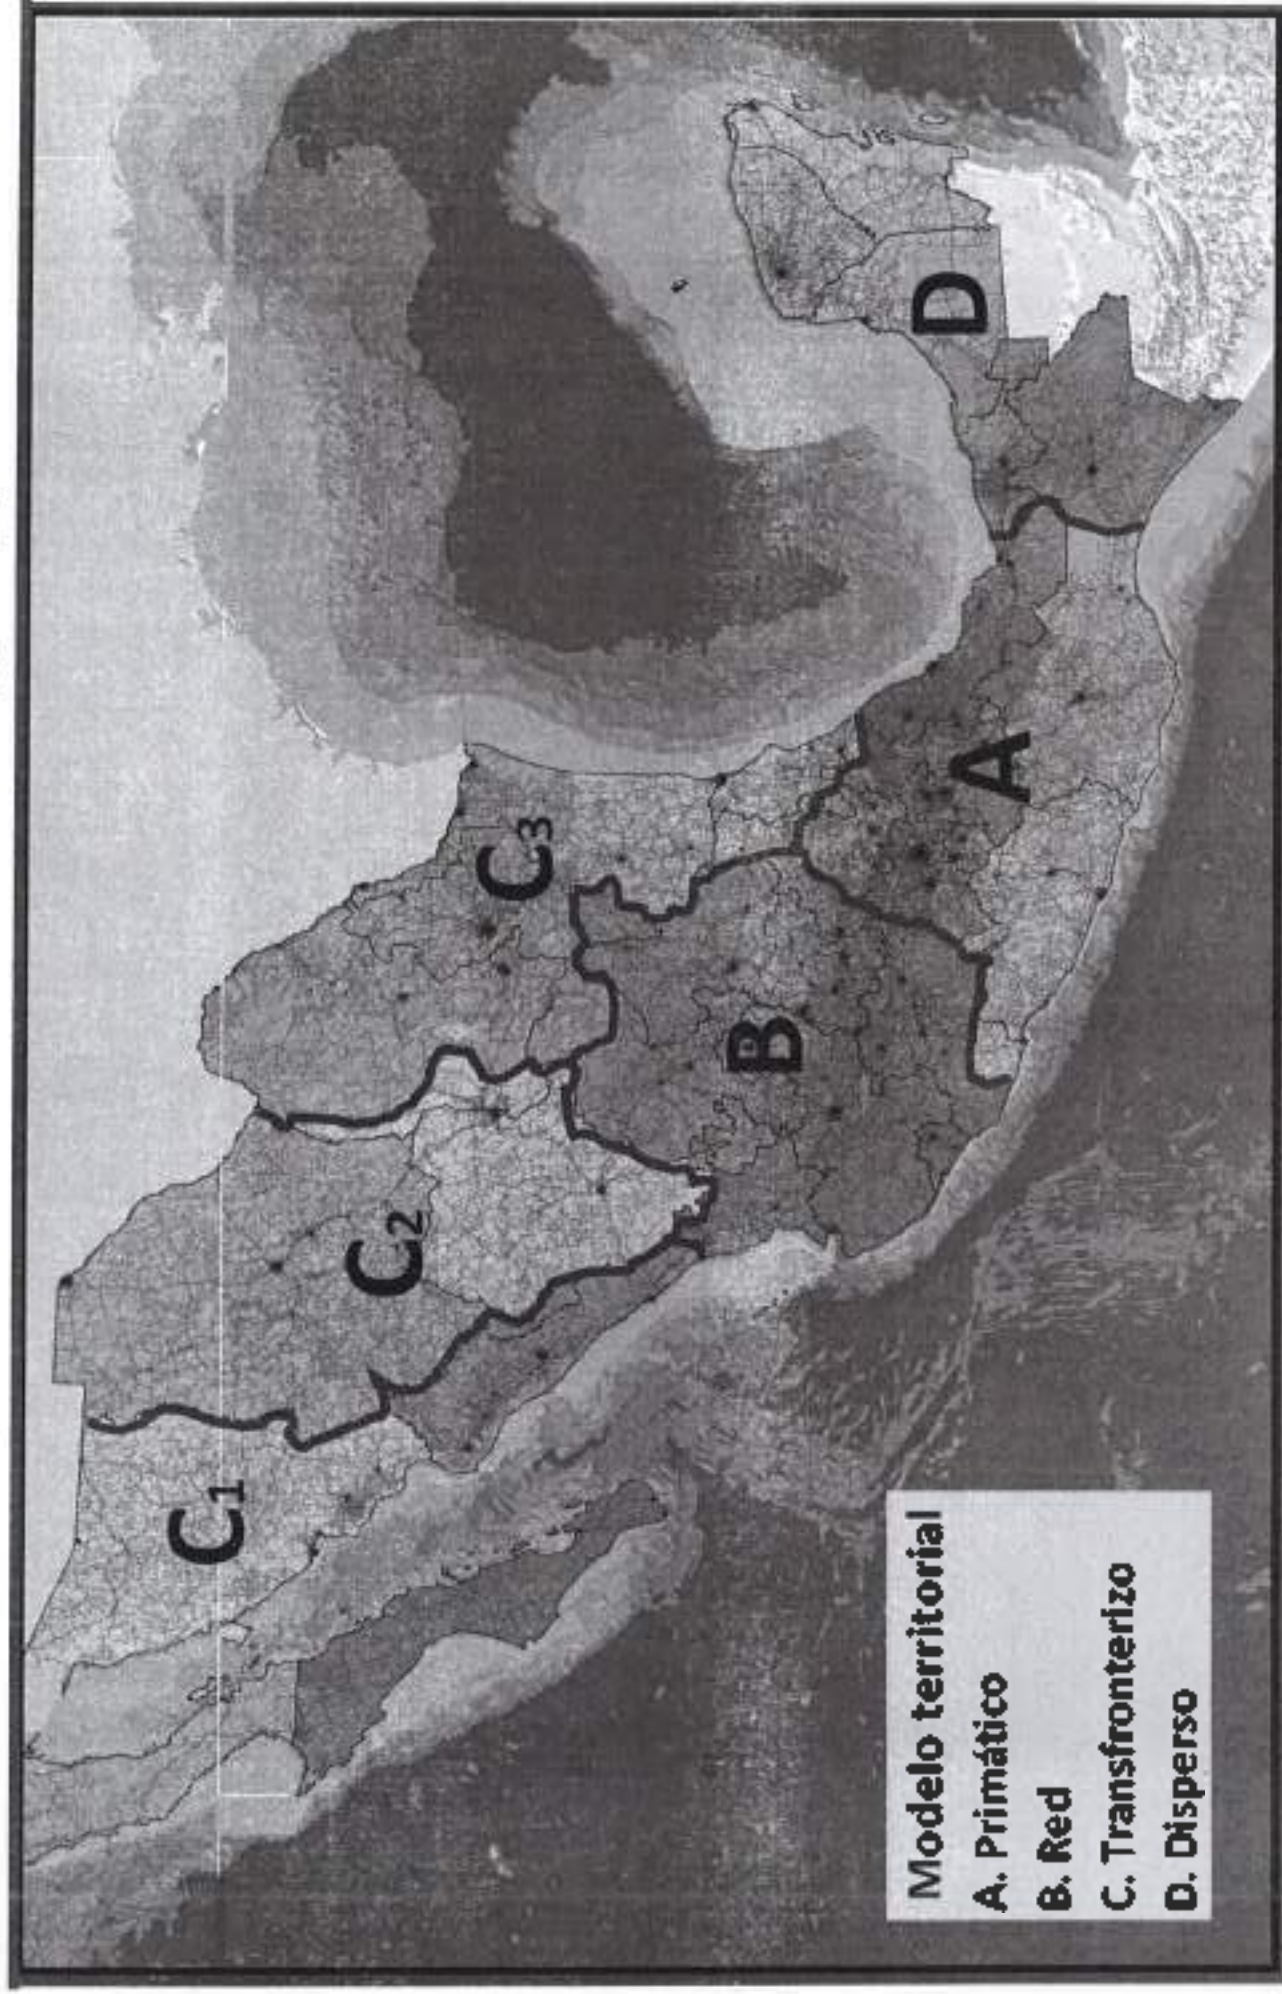 C1
C2
C3
B
A
D
Modelo territorial
A. Primático
B. Red
C. Transfronterizo
D. Disperso